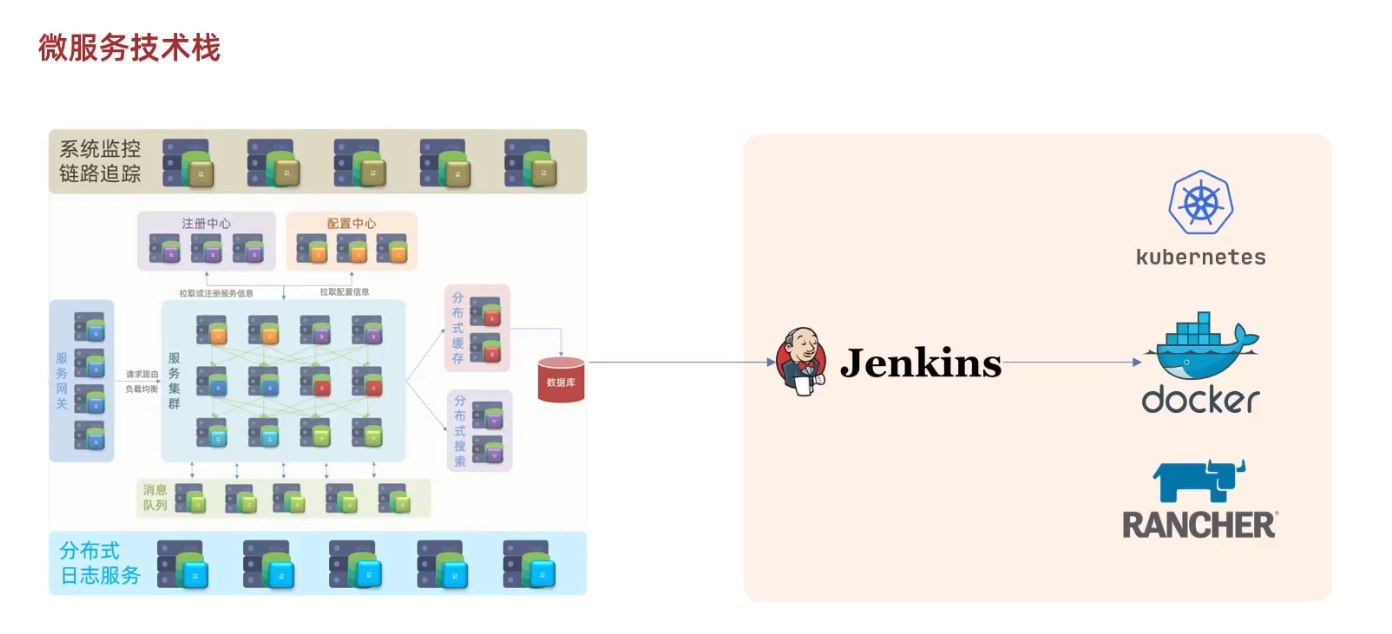 微服务技术栈
系统监控
链路追踪
注册中心
配置中心
拉取或注册服务信息
拉取配置信息
服务网关
请求路由
负载均衡
服务集群
分布式缓存
数据库
分布式搜索
消息
队列
分布式
日志服务
Jenkins
kubernetes
docker
RANCHER